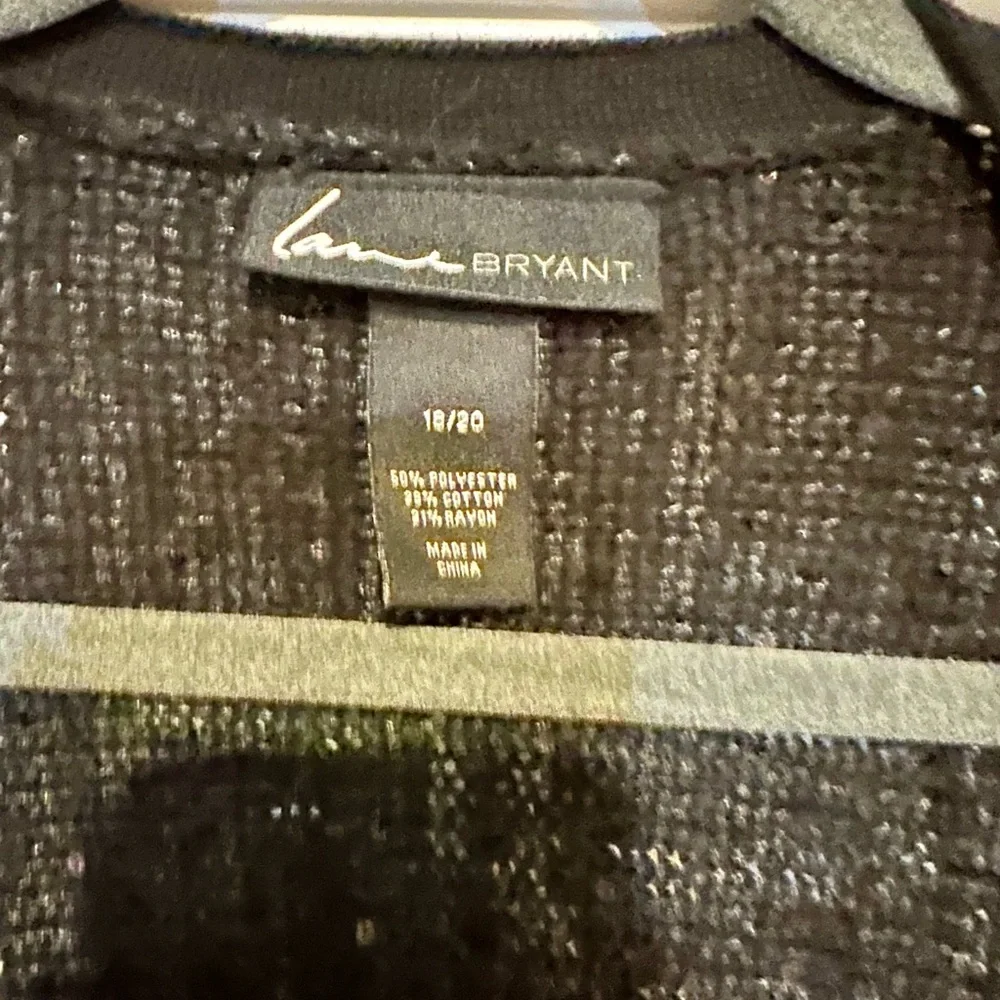 lane BRYANT
18/20
50% POLYESTER
29% COTTON
21% RAYON
MADE IN
CHINA